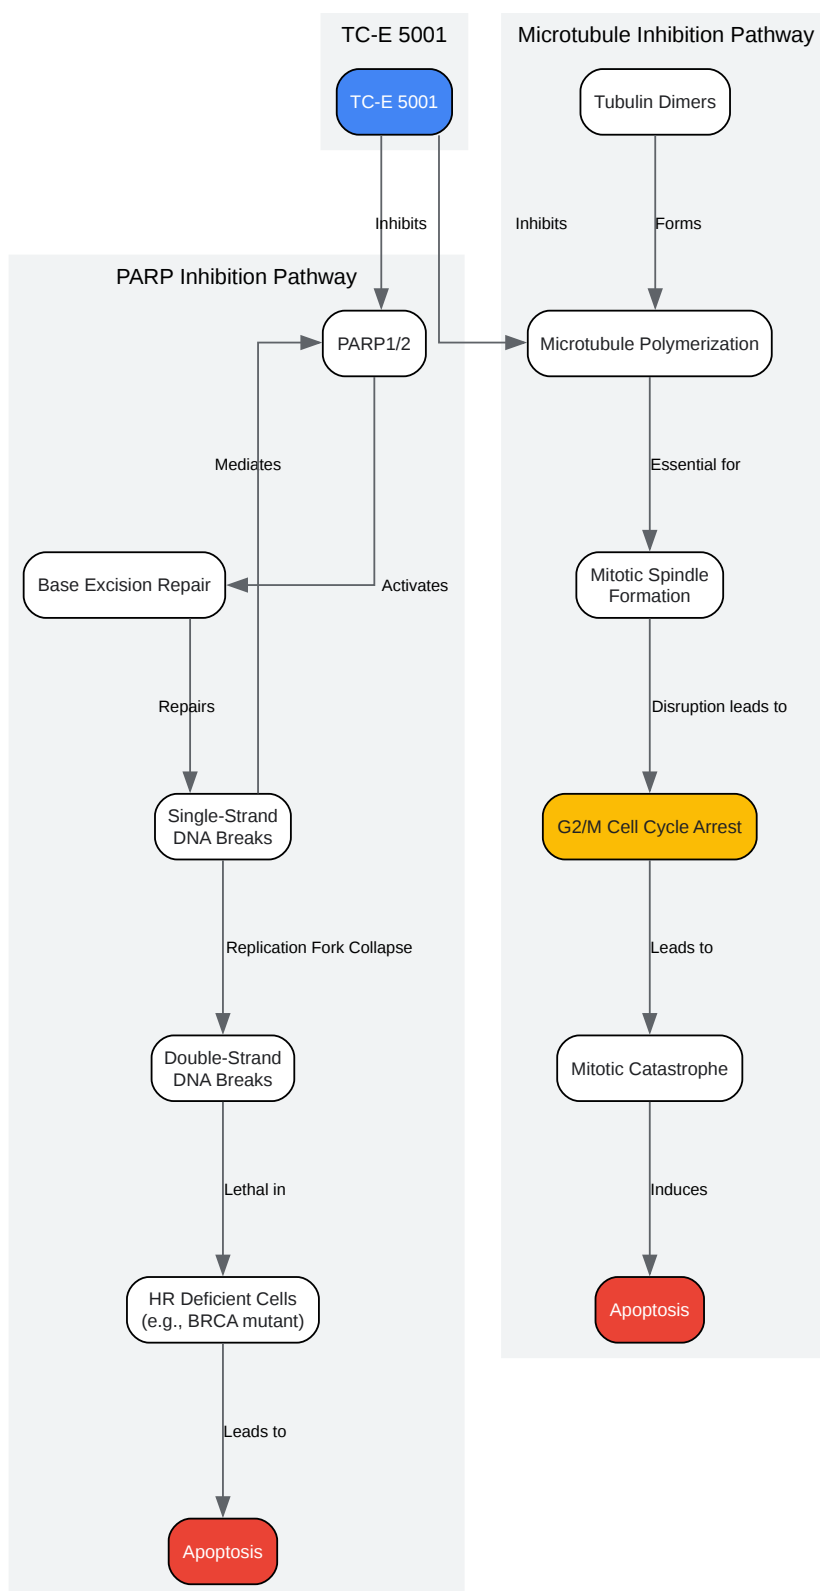 TC-E 5001
Microtubule Inhibition Pathway
TC-E 5001
Tubulin Dimers
Inhibits
Inhibits
Forms
PARP Inhibition Pathway
PARP1/2
Microtubule Polymerization
Mediates
Essential for
Base Excision Repair
Activates
Mitotic Spindle
Formation
Repairs
Disruption leads to
Single-Strand
DNA Breaks
G2/M Cell Cycle Arrest
Replication Fork Collapse
Leads to
Double-Strand
DNA Breaks
Mitotic Catastrophe
Lethal in
Induces
HR Deficient Cells
(e.g., BRCA mutant)
Apoptosis
Leads to
Apoptosis